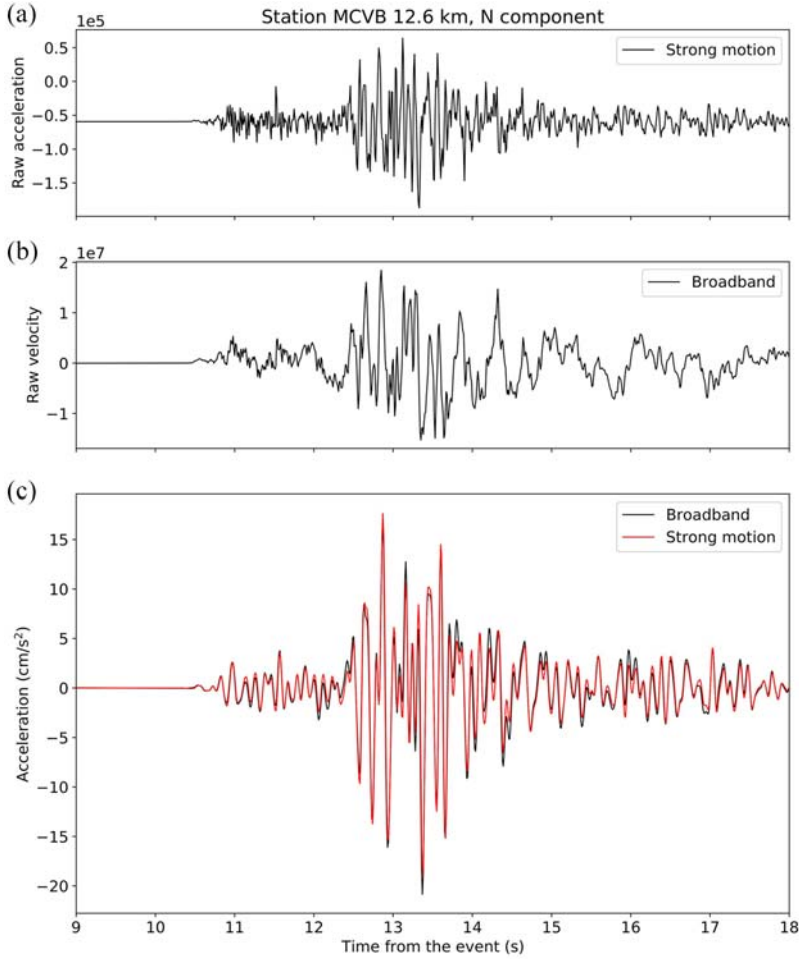 (a)
Station MCVB 12.6 km, N component
1e5
Strong motion
Raw acceleration
0.5
0.0
−0.5
−1.0
−1.5
(b)
1e7
Broadband
Raw velocity
2
1
0
−1
(c)
Broadband
Strong motion
Acceleration (cm/s²)
15
10
5
0
−5
−10
−15
−20
9 10 11 12 13 14 15 16 17 18
Time from the event (s)